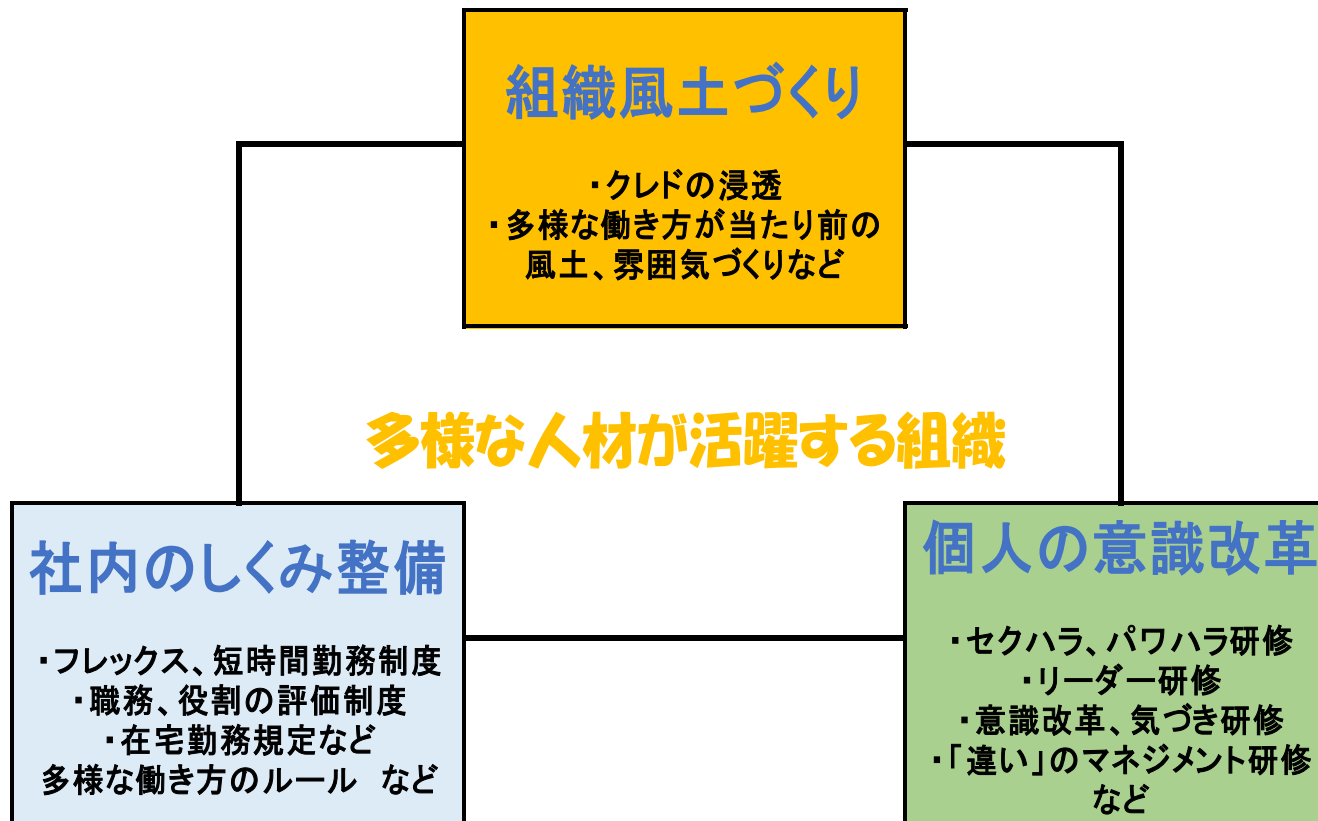 組織風土づくり
・クレドの浸透
・多様な働き方が当たり前の
風土、雰囲気づくりなど
多様な人材が活躍する組織
社内のしくみ整備
・フレックス、短時間勤務制度
・職務、役割の評価制度
・在宅勤務規定など
多様な働き方のルール　など
個人の意識改革
・セクハラ、パワハラ研修
・リーダー研修
・意識改革、気づき研修
・「違い」のマネジメント研修
など